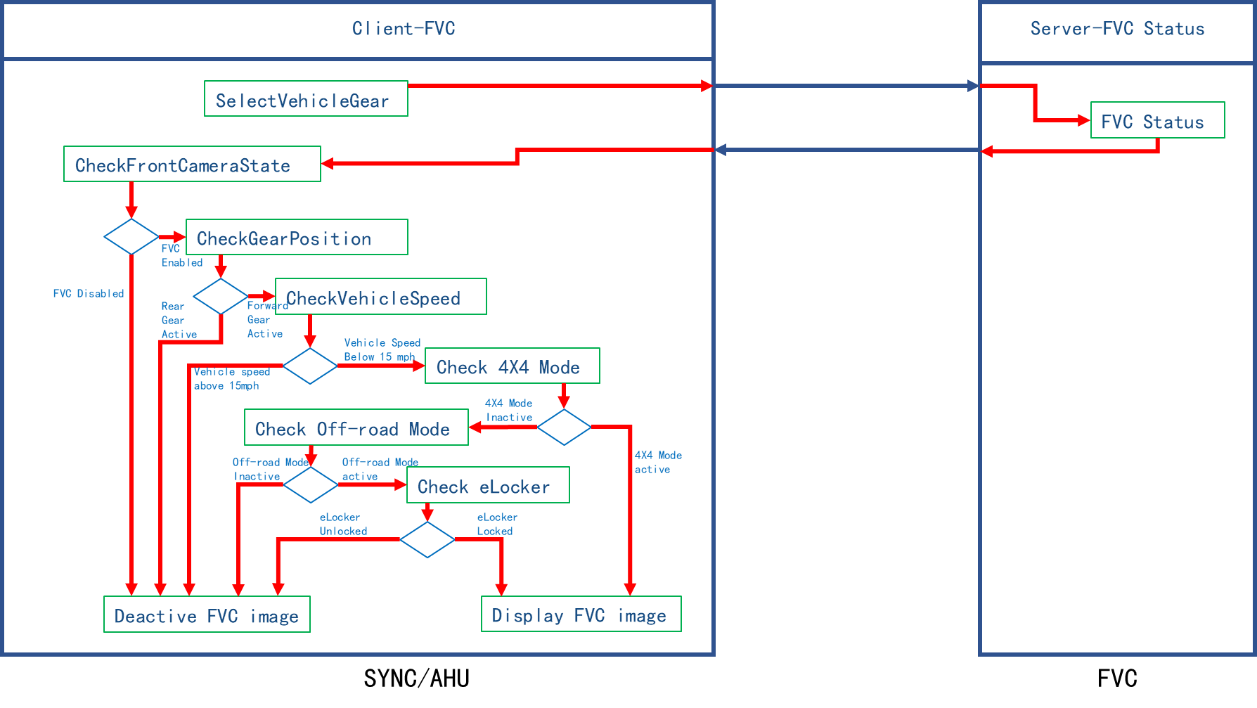 Client-FVC
Server-FVC Status
SelectVehicleGear
FVC Status
CheckFrontCameraState
CheckGearPosition
FVC
Enabled
FVC Disabled
CheckVehicleSpeed
Rear
Gear
Active
Forward
Gear
Active
Vehicle Speed
Below 15 mph
Check 4X4 Mode
Vehicle speed
above 15mph
4X4 Mode
Inactive
Check Off-road Mode
4X4 Mode
active
Off-road Mode
Inactive
Off-road Mode
active
Check eLocker
eLocker
Unlocked
eLocker
Locked
Deactive FVC image
Display FVC image
SYNC/AHU
FVC